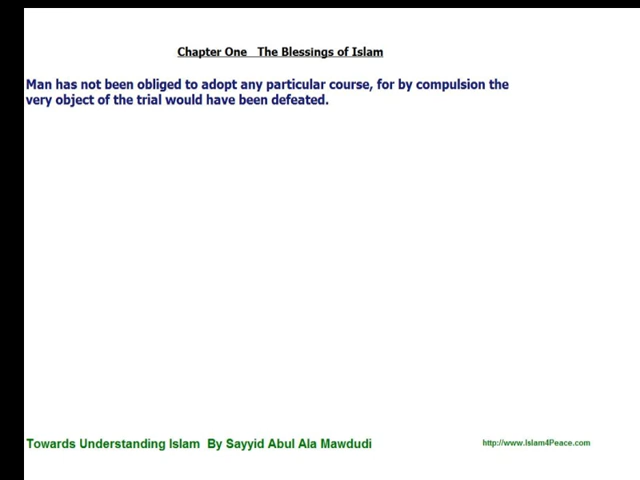 Chapter One   The Blessings of Islam
Man has not been obliged to adopt any particular course, for by compulsion the
very object of the trial would have been defeated.
Towards Understanding Islam  By Sayyid Abul Ala Mawdudi
http://www.Islam4Peace.com